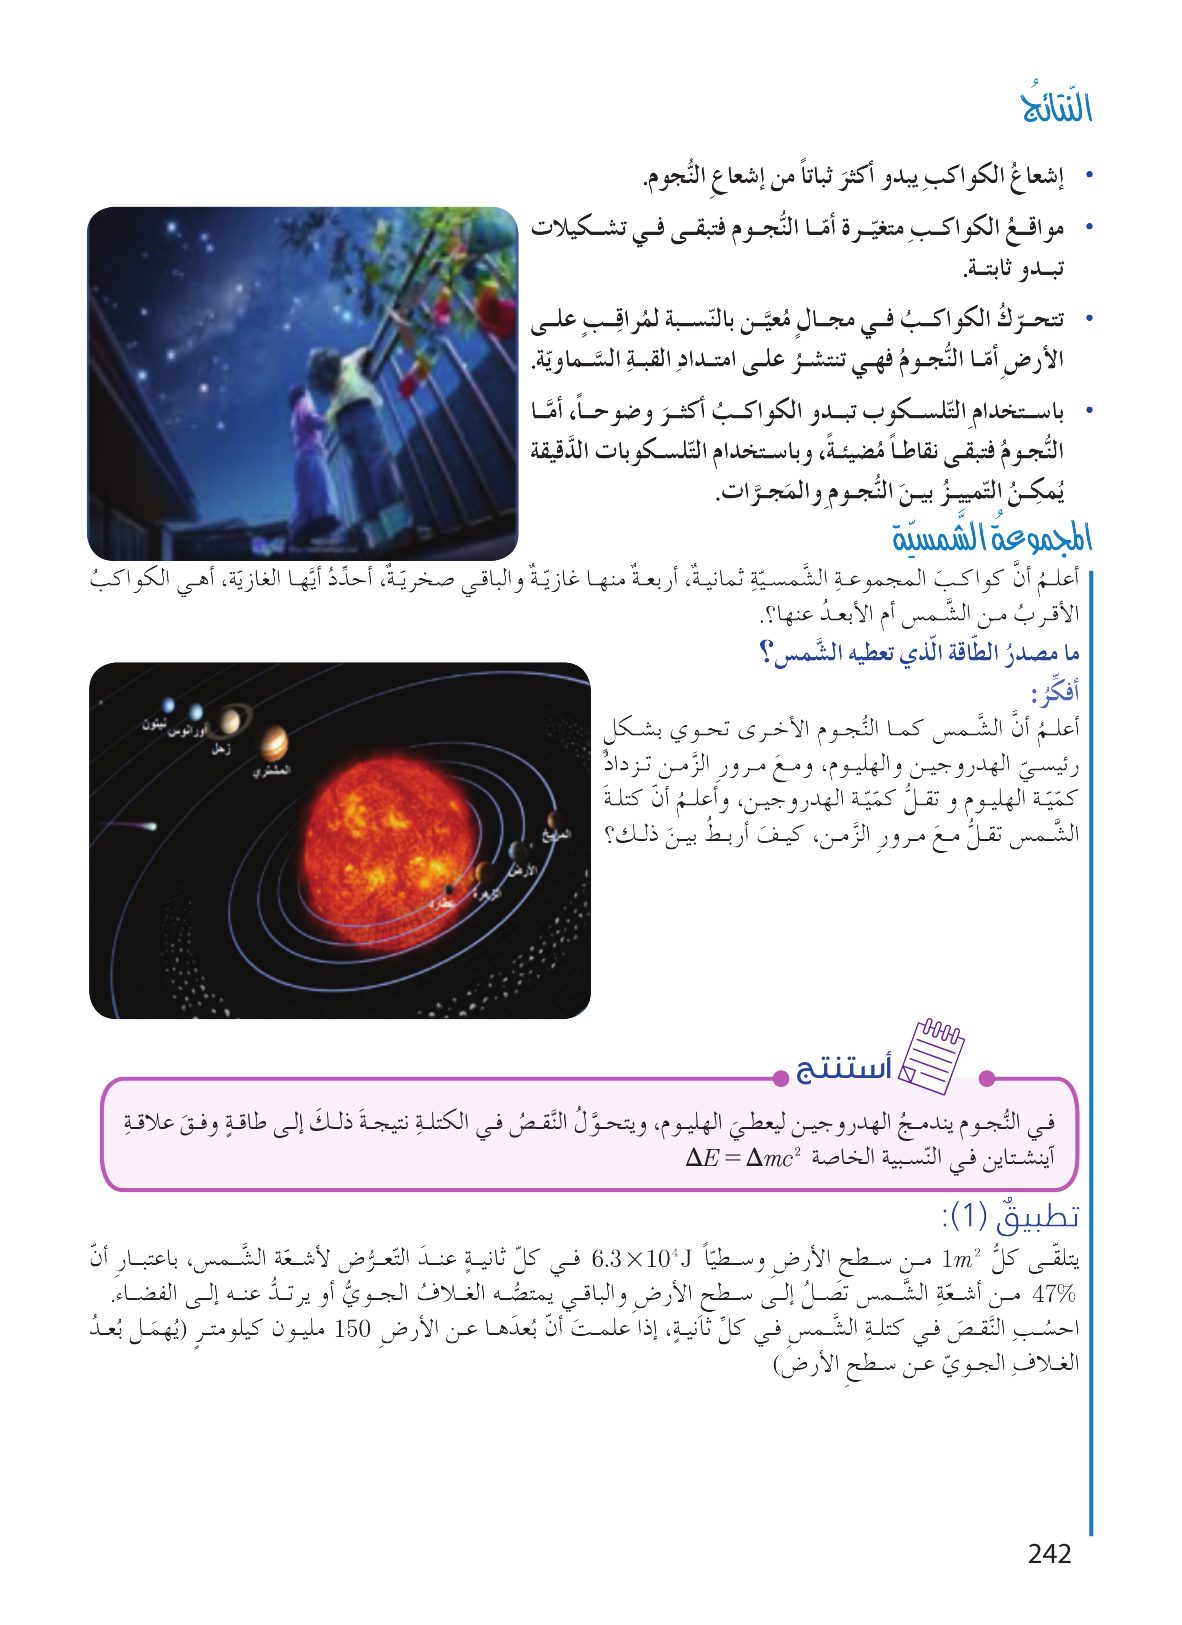 النّتائجُ
• إشعاعُ الكواكبِ يبدو أكثرَ ثباتاً من إشعاعِ النُّجوم.
• مواقعُ الكواكبِ متغيّرة أمّا النُّجوم فتبقى في تشكيلات
تبدو ثابتة.
• تتحرّكُ الكواكبُ في مجالٍ مُعيَّن بالنّسبة لمُراقِبٍ على
الأرضِ أمّا النُّجومُ فهي تنتشرُ على امتدادِ القبةِ السَّماويّة.
• باستخدامِ التّلسكوب تبدو الكواكبُ أكثرَ وضوحاً، أمَّا
النُّجومُ فتبقى نقاطاً مُضيئةً، وباستخدام التّلسكوبات الدَّقيقة
يُمكِنُ التّمييزُ بينَ النُّجومِ والمَجرَّات.
المجموعةُ الشَّمسيّة
أعلمُ أنَّ كواكبَ المجموعةِ الشَّمسيّةِ ثمانيةٌ، أربعةٌ منها غازيّةٌ والباقي صخريّةٌ، أحدِّدُ أيَّها الغازيّة، أهي الكواكبُ
الأقربُ من الشَّمس أم الأبعدُ عنها؟.
ما مصدرُ الطّاقة الّذي تعطيه الشَّمس؟
أفكِّرُ:
أعلمُ أنَّ الشَّمس كما النُّجوم الأخرى تحوي بشكلٍ
رئيسيّ الهدروجين والهليوم، ومعَ مرورِ الزَّمن تزدادُ
كمّيّة الهليوم و تقلُّ كمّيّة الهدروجين، وأعلمُ أنّ كتلةَ
الشَّمس تقلُّ معَ مرورِ الزَّمن، كيفَ أربطُ بينَ ذلك؟
نبتون
أورانوس
زحل
المشتري
المريخ
الأرض
الزهرة
عطارد
أستنتج
في النُّجوم يندمجُ الهدروجين ليعطيَ الهليوم، ويتحوَّلُ النَّقصُ في الكتلةِ نتيجةَ ذلكَ إلى طاقةٍ وفقَ علاقةِ
آينشتاين في النّسبية الخاصة ΔE = Δmc²
تطبيقٌ (1):
يتلقّى كلُّ 1m² من سطحِ الأرضِ وسطيّاً 6.3×10⁴J في كلّ ثانيةٍ عندَ التّعرُّض لأشعّة الشَّمس، باعتبارِ أنّ
47% من أشعّةِ الشَّمس تَصلُ إلى سطحِ الأرضِ والباقي يمتصُّه الغلافُ الجويُّ أو يرتدُّ عنه إلى الفضاء.
احسُبِ النَّقصَ في كتلةِ الشَّمسِ في كلِّ ثانيةٍ، إذا علمتَ أنّ بُعدَها عن الأرضِ 150 مليون كيلومترٍ (يُهمَل بُعدُ
الغلافِ الجويّ عن سطحِ الأرض)
242